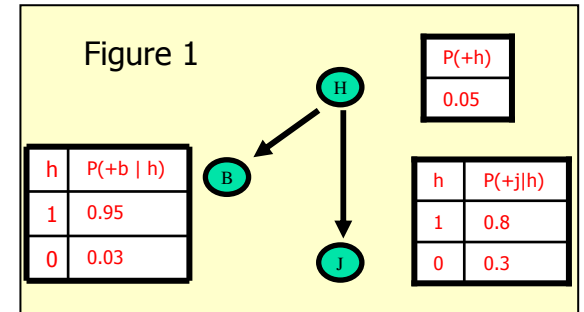 Figure 1
H
P(+h)
0.05
h P(+b | h)
1 0.95
0 0.03
B
h P(+j|h)
1 0.8
0 0.3
J